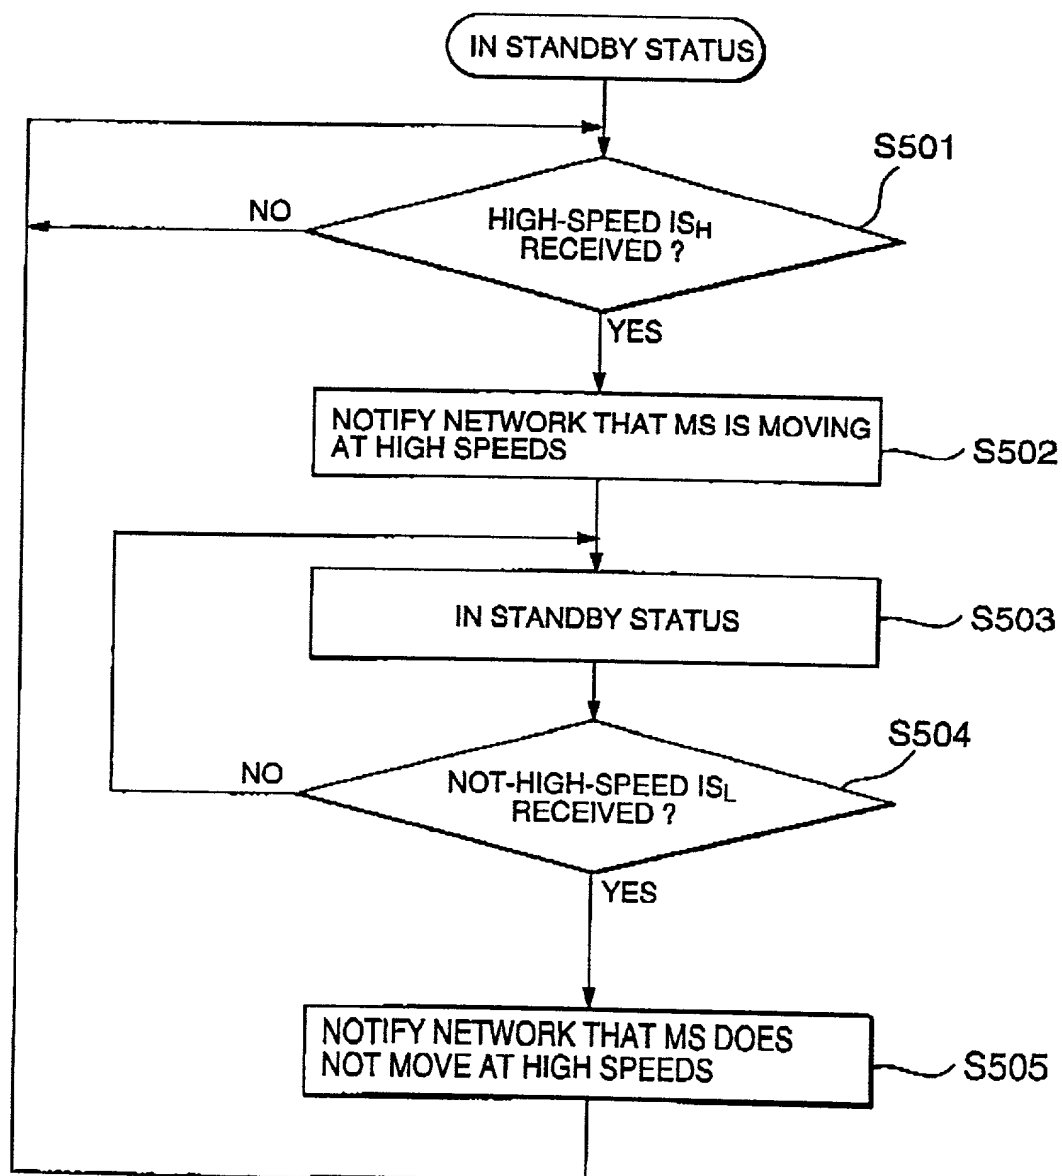 IN STANDBY STATUS
S501
NO
HIGH-SPEED ISH
RECEIVED ?
YES
NOTIFY NETWORK THAT MS IS MOVING
AT HIGH SPEEDS
S502
IN STANDBY STATUS
S503
S504
NO
NOT-HIGH-SPEED ISL
RECEIVED ?
YES
NOTIFY NETWORK THAT MS DOES
NOT MOVE AT HIGH SPEEDS
S505